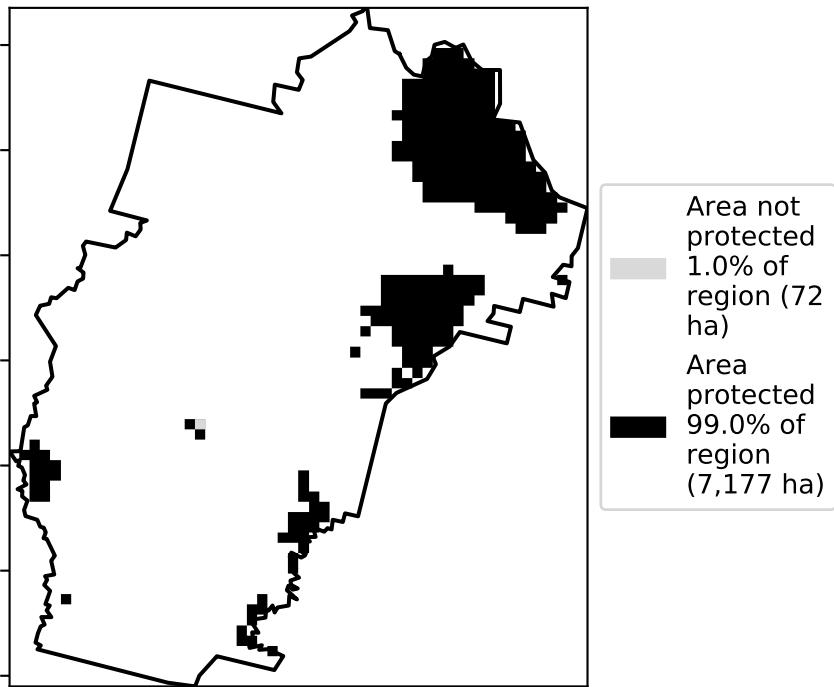 Area not
protected
1.0% of
region (72
ha)
Area
protected
99.0% of
region
(7,177 ha)